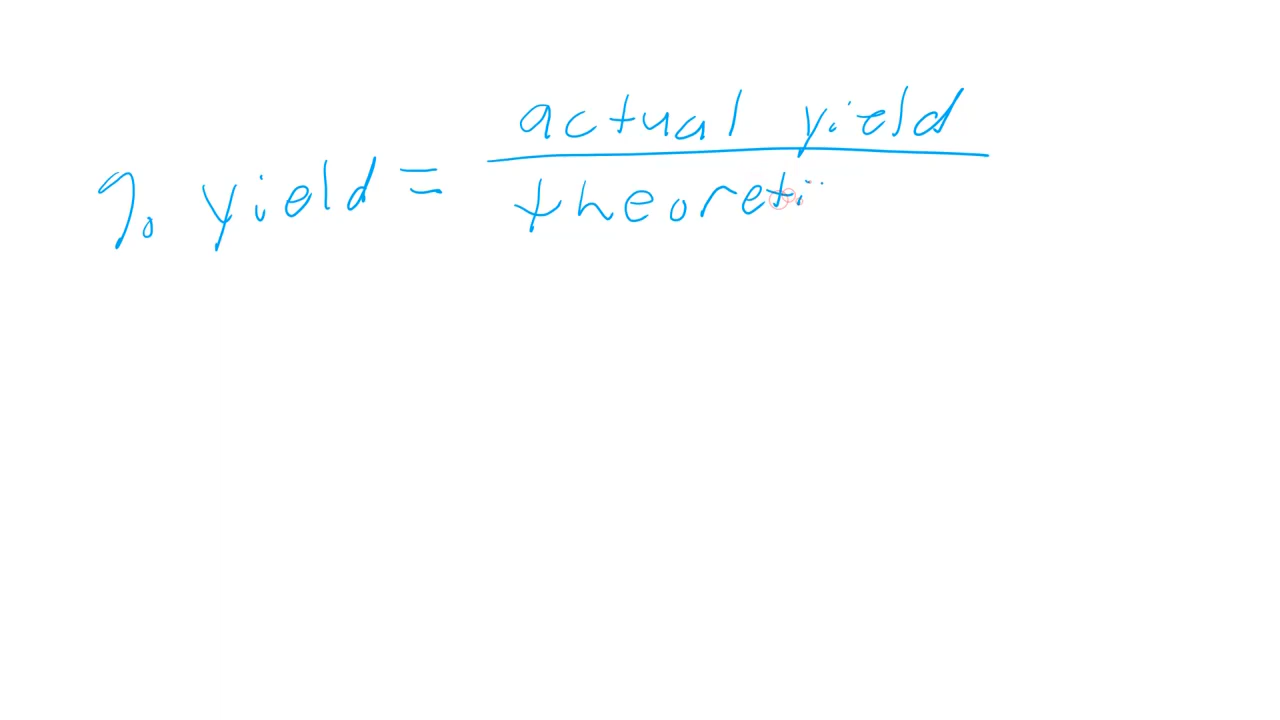 actual yield
% yield =
theoreti